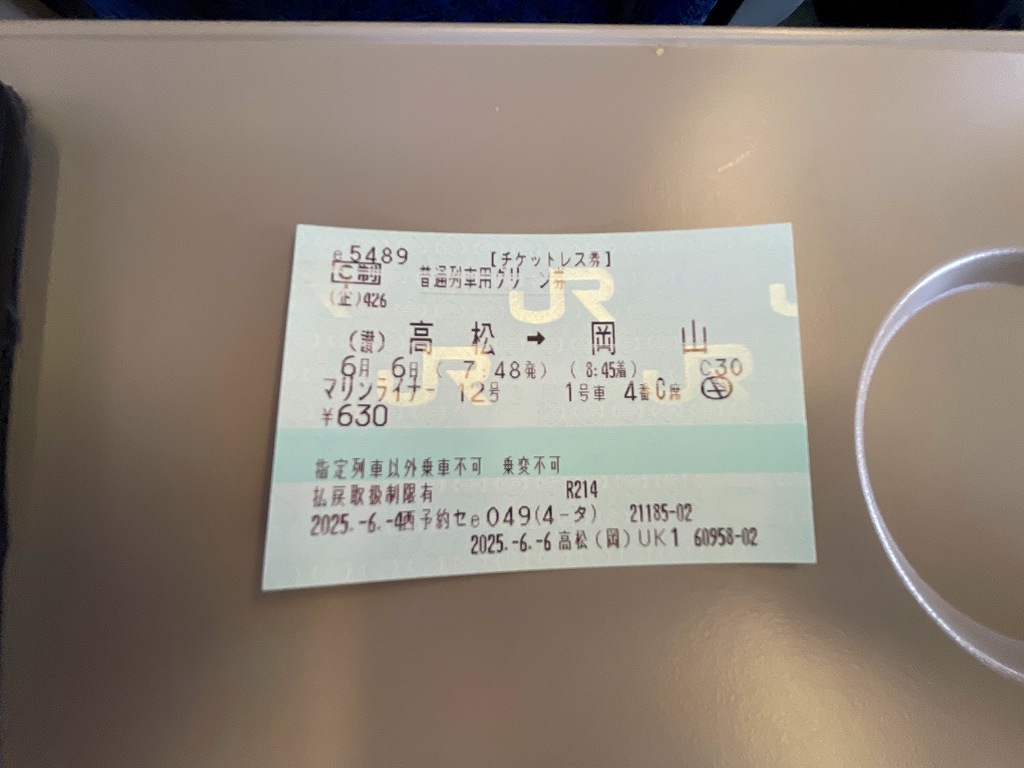 e5489 【チケットレス券】
C制 普通列車用グリーン券
(企)426
(讃) 高松 → 岡山
6月 6日 ( 7:48発) ( 8:45着) C30
マリンライナー 12号 1号車 4番C席
¥630
指定列車以外乗車不可 乗変不可
払戻取扱制限有 R214
2025.-6.-4西予約セe049(4-タ) 21185-02
2025.-6.-6 高松(岡)UK1 60958-02
JR
JR
JR